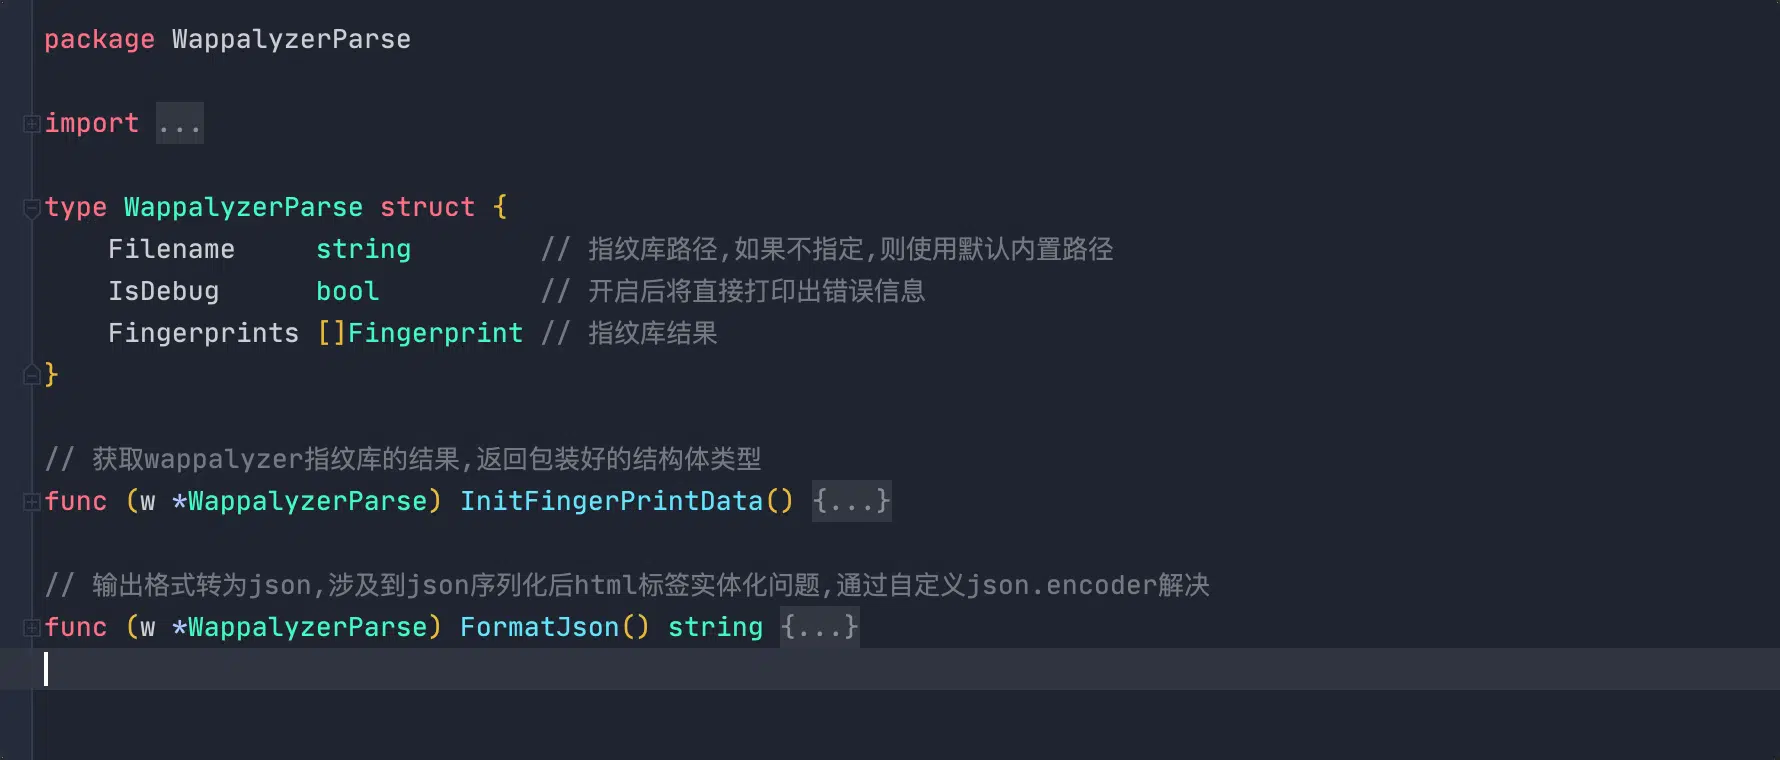 package WappalyzerParse
import ...
type WappalyzerParse struct {
    Filename      string        // 指纹库路径,如果不指定,则使用默认内置路径
    IsDebug      bool          // 开启后将直接打印出错误信息
    Fingerprints []Fingerprint // 指纹库结果
}
// 获取wappalyzer指纹库的结果,返回包装好的结构体类型
func (w *WappalyzerParse) InitFingerPrintData() {...}
// 输出格式转为json,涉及到json序列化后html标签实体化问题,通过自定义json.encoder解决
func (w *WappalyzerParse) FormatJson() string {...}